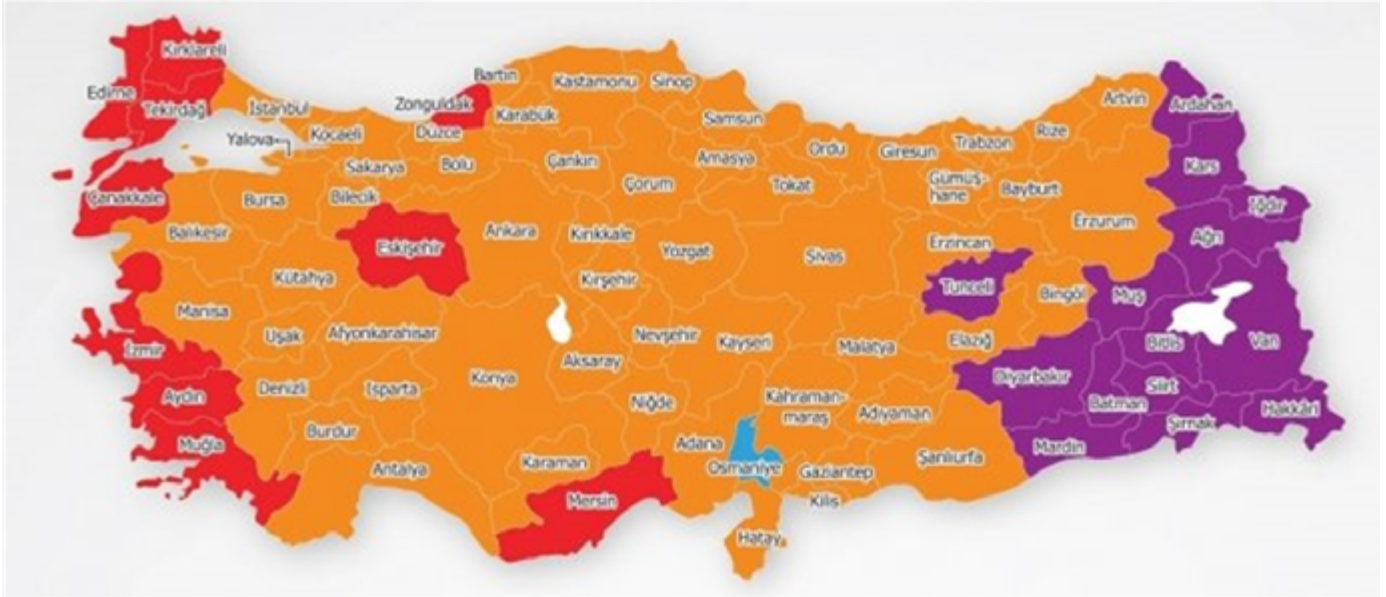 Kırklareli
Edirne
Tekirdağ
İstanbul
Zonguldak
Bartın
Kastamonu
Sinop
Karabük
Samsun
Artvin
Ardahan
Yalova
Kocaeli
Düzce
Sakarya
Bolu
Çankırı
Amasya
Ordu
Giresun
Trabzon
Rize
Kars
Çanakkale
Bursa
Bilecik
Çorum
Tokat
Gümüş-
hane
Bayburt
Iğdır
Balıkesir
Eskişehir
Ankara
Kırıkkale
Yozgat
Sivas
Erzincan
Erzurum
Ağrı
Kütahya
Kırşehir
Tunceli
Bingöl
Muş
Manisa
Uşak
Afyonkarahisar
Nevşehir
Kayseri
Malatya
Elazığ
Bitlis
Van
İzmir
Aksaray
Aydın
Denizli
Isparta
Konya
Niğde
Kahraman-
maraş
Adıyaman
Diyarbakır
Batman
Siirt
Şırnak
Hakkâri
Muğla
Burdur
Antalya
Karaman
Adana
Osmaniye
Gaziantep
Şanlıurfa
Mardin
Mersin
Kilis
Hatay